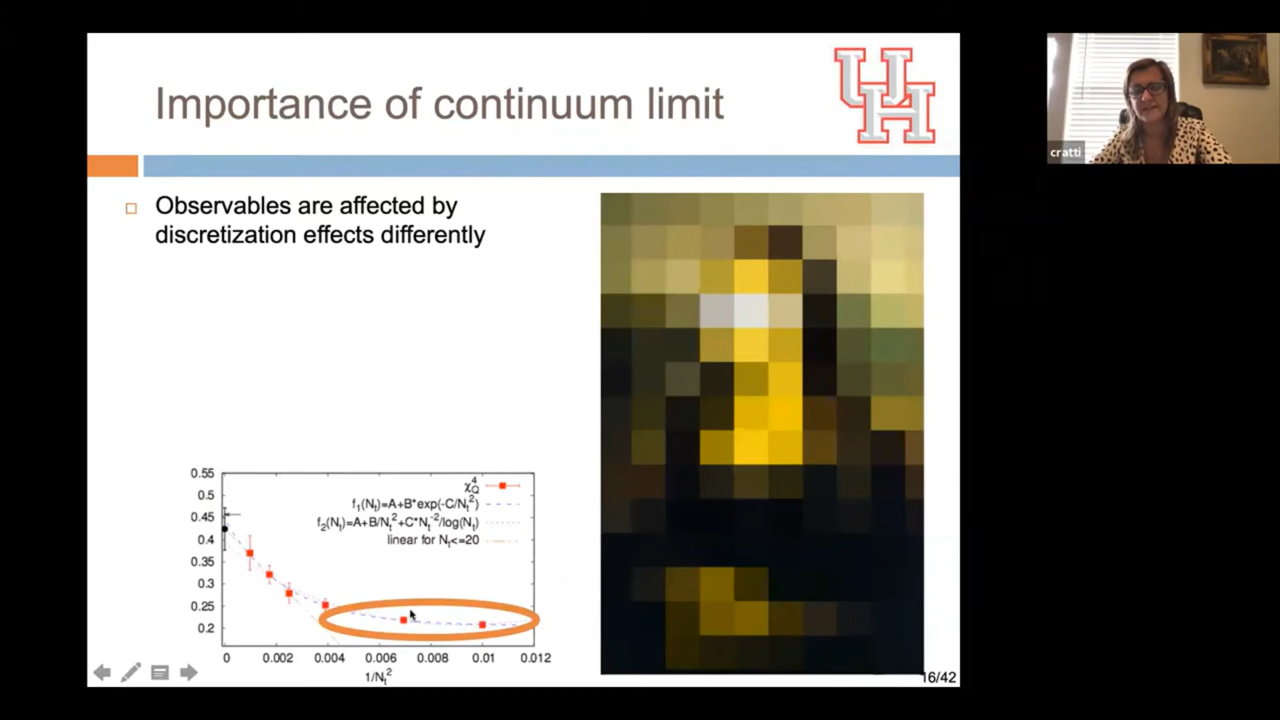 Importance of continuum limit
UH
cratti
Observables are affected by
discretization effects differently
0.55
0.5
0.45
0.4
0.35
0.3
0.25
0.2
χ⁴_Q
f₁(Nₜ)=A+B*exp(-C/Nₜ²)
f₂(Nₜ)=A+B/Nₜ²+C*Nₜ⁻²/log(Nₜ)
linear for Nₜ<=20
0 0.002 0.004 0.006 0.008 0.01 0.012
1/Nₜ²
16/42